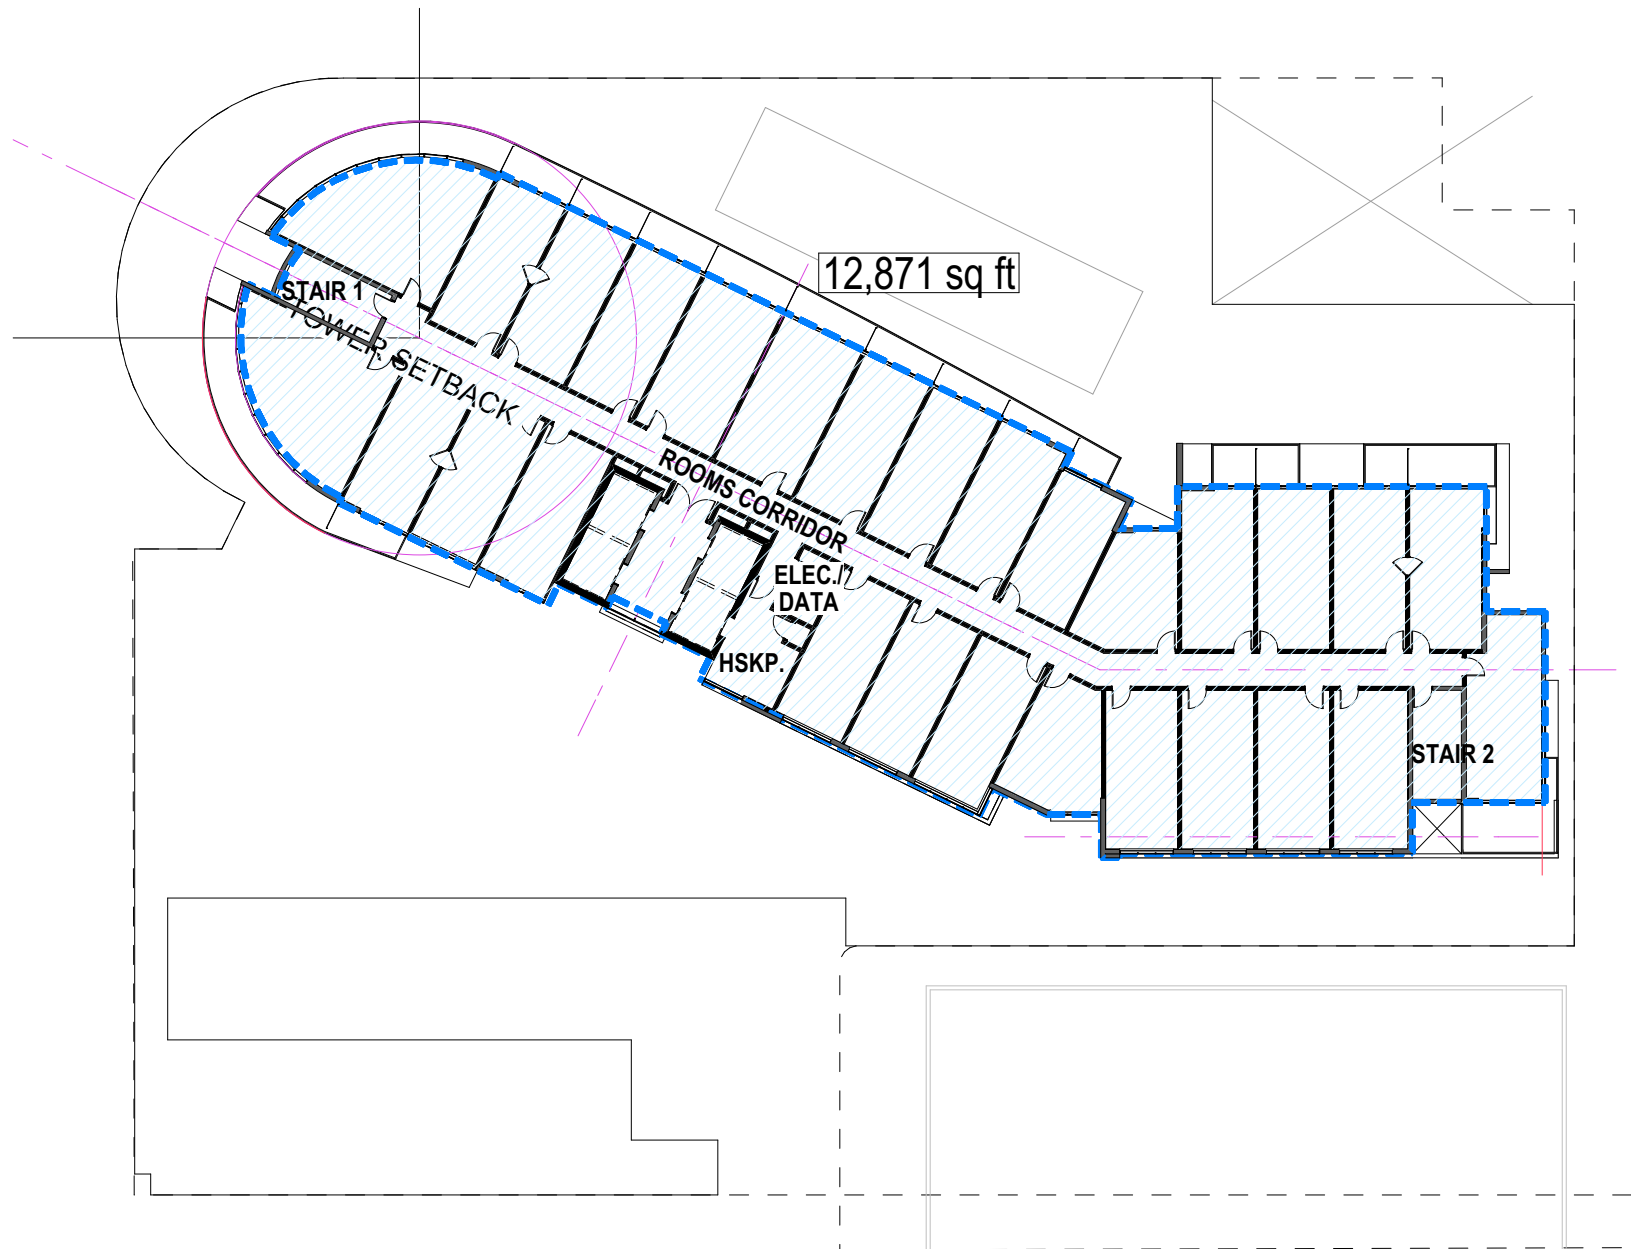 12,871 sq ft
STAIR 1
TOWER SETBACK
ROOMS CORRIDOR
ELEC./
DATA
HSKP.
STAIR 2